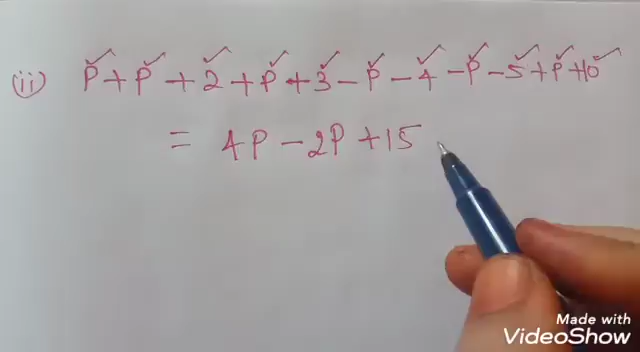 (ii) P + P + 2 + P + 3 - P - 4 - P - 5 + P + 10
= 4P - 2P + 15
Made with
VideoShow